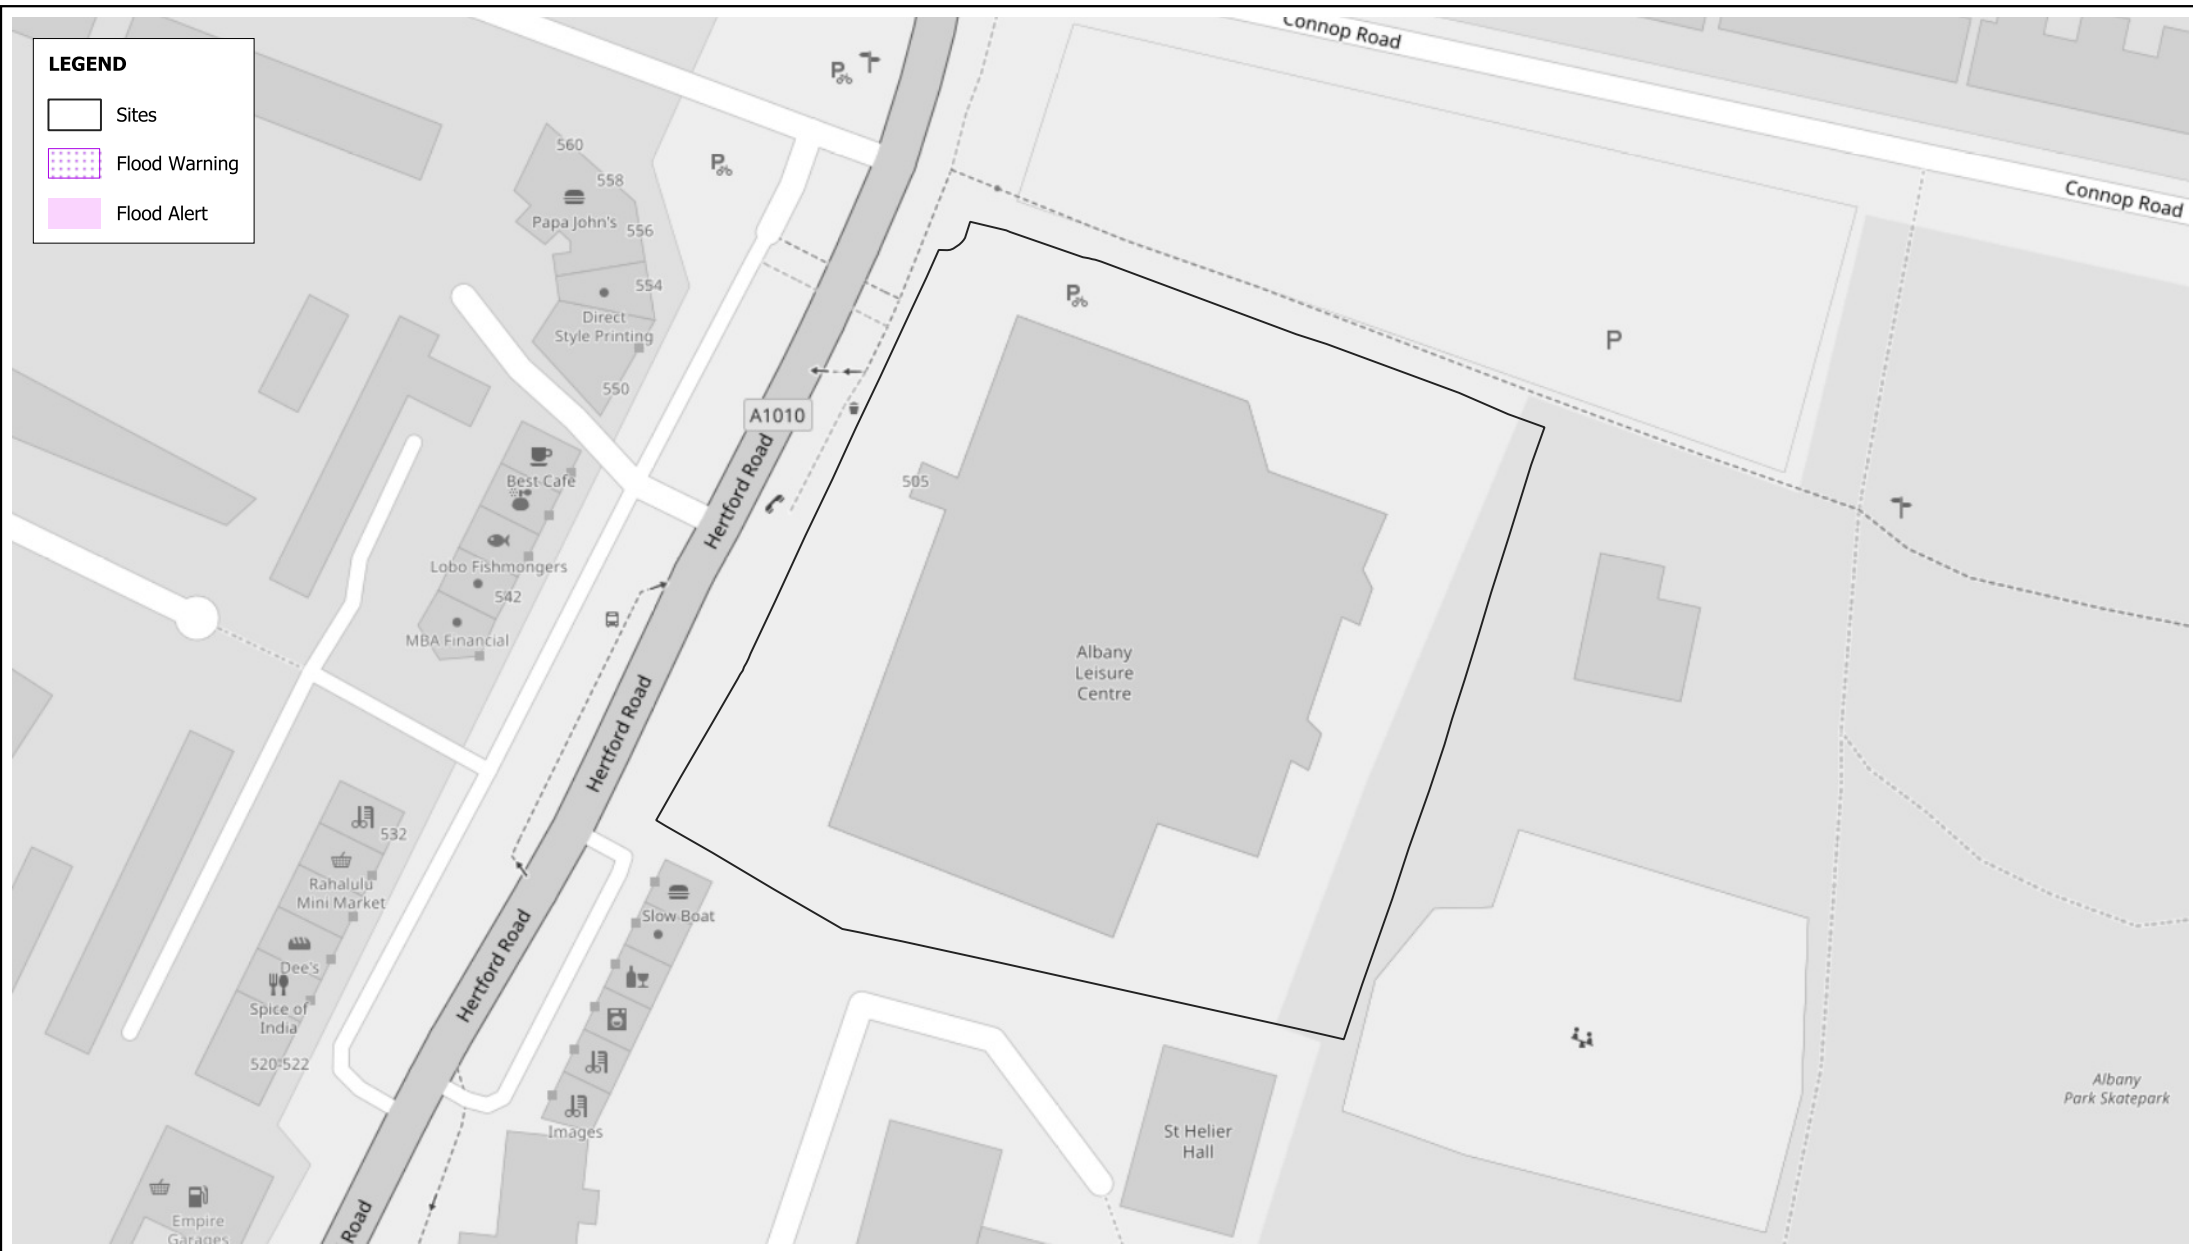 LEGEND
Sites
Flood Warning
Flood Alert
Connop Road
Connop Road
560
558
Papa John's
556
554
Direct
Style Printing
550
A1010
Hertford Road
P
P
P
P
505
Best Cafe
Lobo Fishmongers
542
MBA Financial
Albany
Leisure
Centre
Hertford Road
532
Rahalulu
Mini Market
Slow Boat
Dee's
Spice of
India
Hertford Road
520-522
Images
St Helier
Hall
Albany
Park Skatepark
Empire
Garages
Road